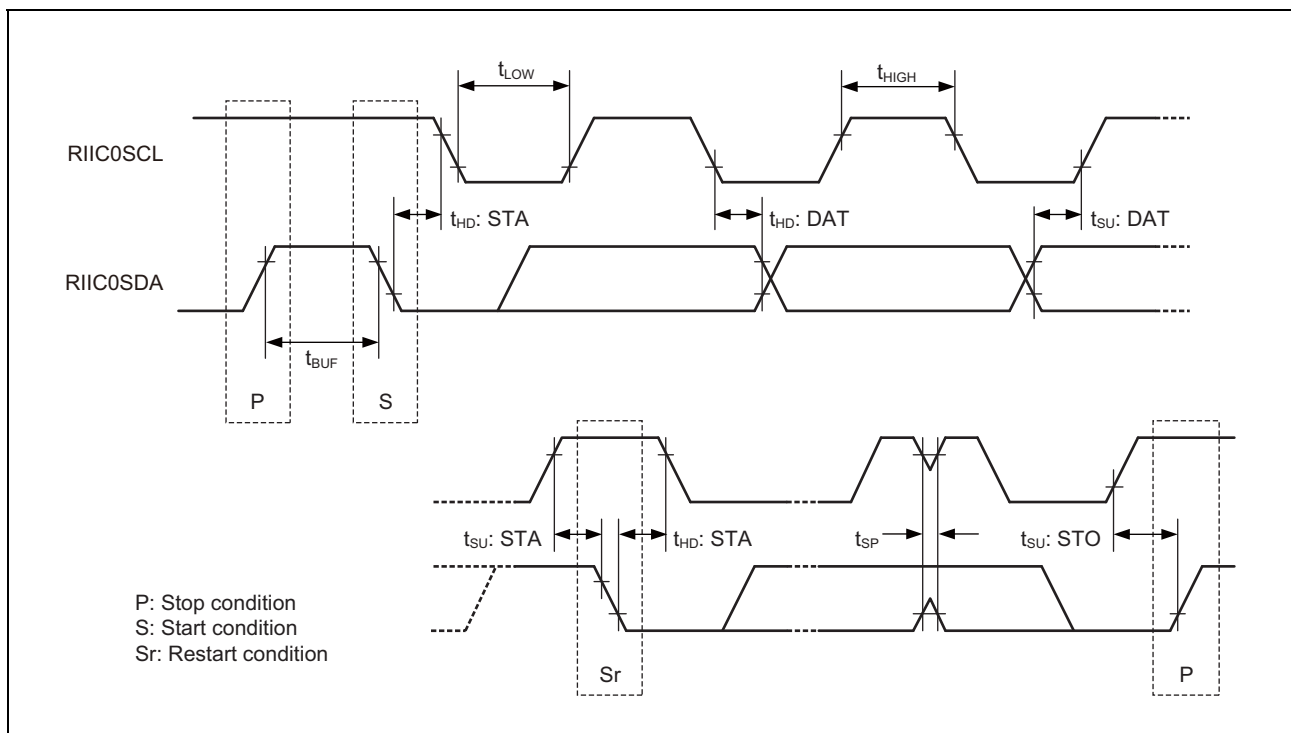 tLOW
tHIGH
RIIC0SCL
tHD: STA
tHD: DAT
tSU: DAT
RIIC0SDA
tBUF
P
S
tSU: STA
tHD: STA
tSP
tSU: STO
P: Stop condition
S: Start condition
Sr: Restart condition
Sr
P